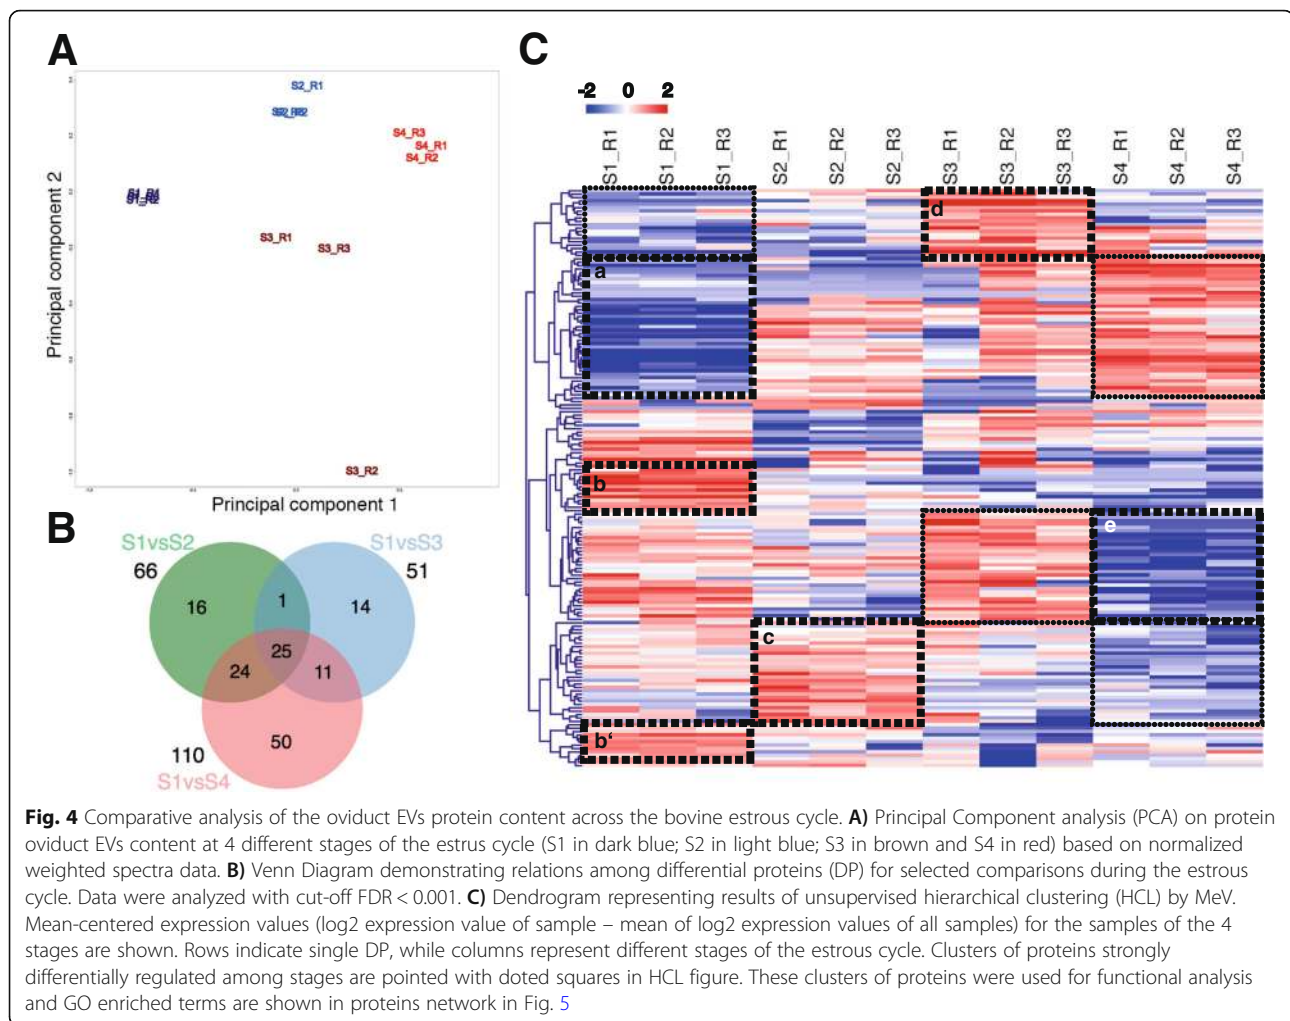 A
S2_R1
S4_R3
S4_R1
S4_R2
S3_R1
S3_R3
S3_R2
Principal component 2
Principal component 1
B
S1vsS2
66
S1vsS3
51
16
1
14
25
24
11
50
110
S1vsS4
C
-2 0 2
S1_R1 S1_R2 S1_R3 S2_R1 S2_R2 S2_R3 S3_R1 S3_R2 S3_R3 S4_R1 S4_R2 S4_R3
d
a
b
e
c
b‘
Fig. 4 Comparative analysis of the oviduct EVs protein content across the bovine estrous cycle. A) Principal Component analysis (PCA) on protein
oviduct EVs content at 4 different stages of the estrus cycle (S1 in dark blue; S2 in light blue; S3 in brown and S4 in red) based on normalized
weighted spectra data. B) Venn Diagram demonstrating relations among differential proteins (DP) for selected comparisons during the estrous
cycle. Data were analyzed with cut-off FDR < 0.001. C) Dendrogram representing results of unsupervised hierarchical clustering (HCL) by MeV.
Mean-centered expression values (log2 expression value of sample – mean of log2 expression values of all samples) for the samples of the 4
stages are shown. Rows indicate single DP, while columns represent different stages of the estrous cycle. Clusters of proteins strongly
differentially regulated among stages are pointed with doted squares in HCL figure. These clusters of proteins were used for functional analysis
and GO enriched terms are shown in proteins network in Fig. 5